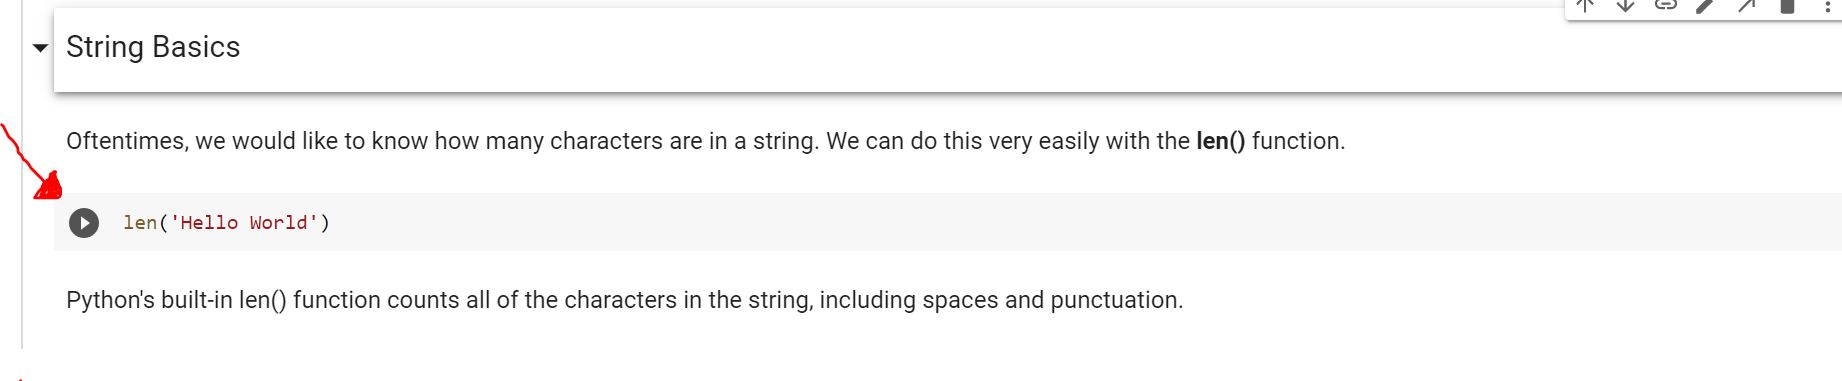 String Basics
Oftentimes, we would like to know how many characters are in a string. We can do this very easily with the len() function.
len('Hello World')
Python's built-in len() function counts all of the characters in the string, including spaces and punctuation.